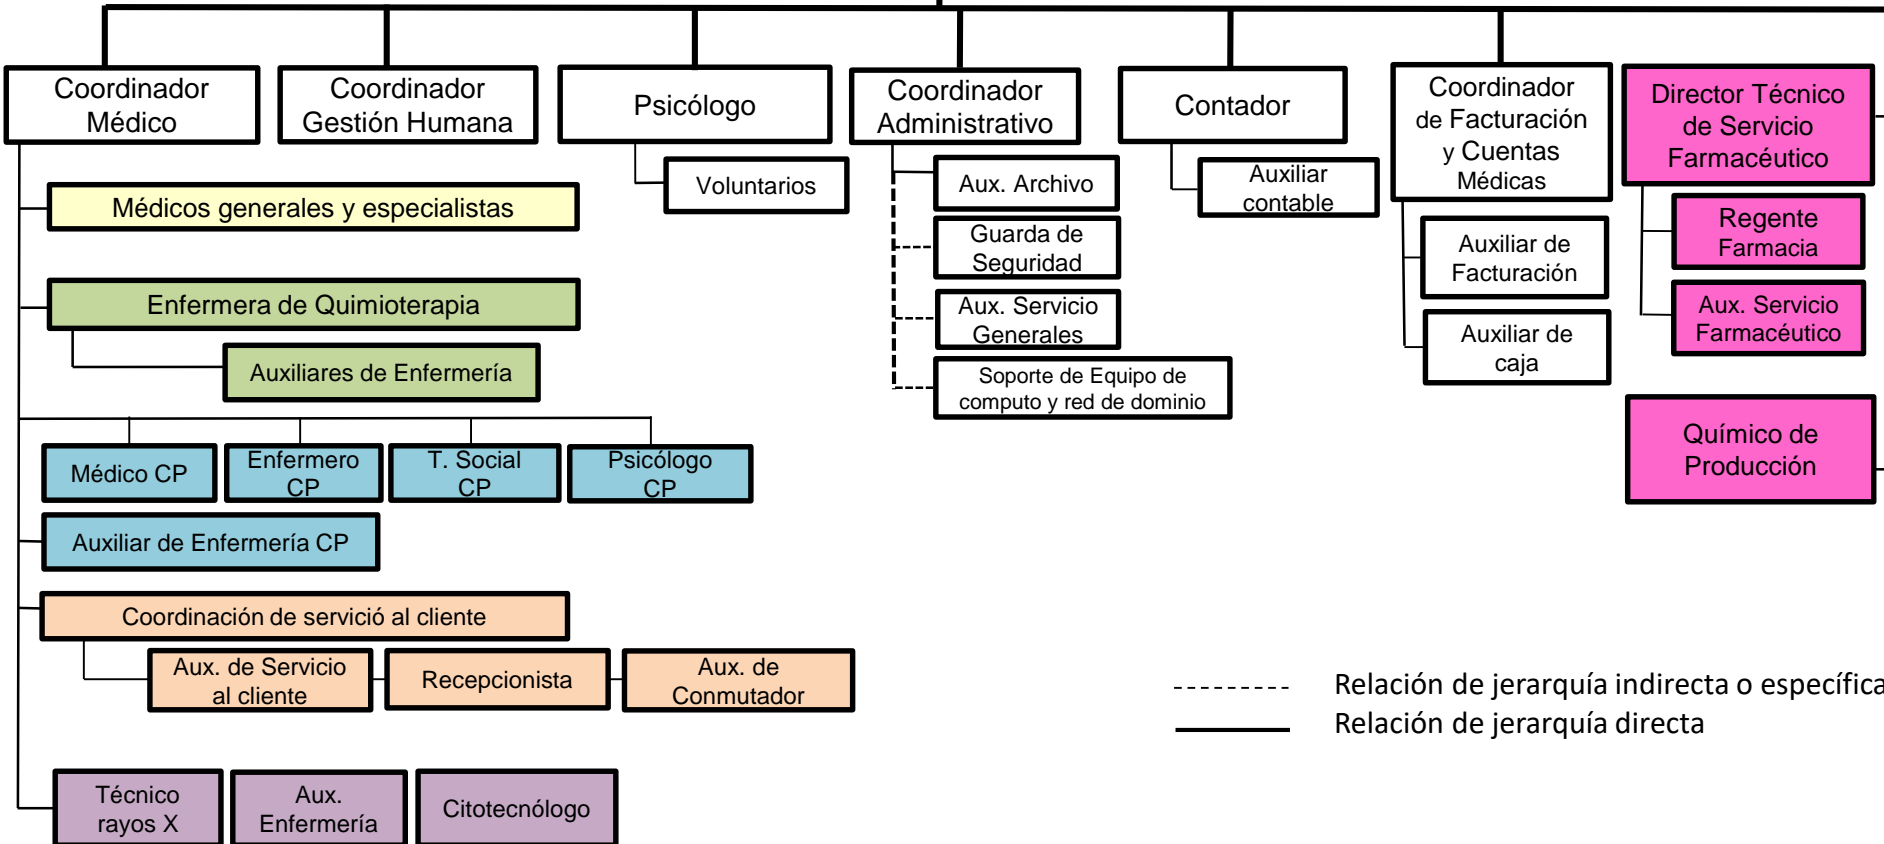 Coordinador
Médico
Coordinador
Gestión Humana
Psicólogo
Coordinador
Administrativo
Contador
Coordinador
de Facturación
y Cuentas
Médicas
Director Técnico
de Servicio
Farmacéutico
Voluntarios
Aux. Archivo
Guarda de
Seguridad
Aux. Servicio
Generales
Soporte de Equipo de
computo y red de dominio
Auxiliar
contable
Auxiliar de
Facturación
Auxiliar de
caja
Regente
Farmacia
Aux. Servicio
Farmacéutico
Químico de
Producción
Médicos generales y especialistas
Enfermera de Quimioterapia
Auxiliares de Enfermería
Médico CP
Enfermero
CP
T. Social
CP
Psicólogo
CP
Auxiliar de Enfermería CP
Coordinación de servició al cliente
Aux. de Servicio
al cliente
Recepcionista
Aux. de
Conmutador
Técnico
rayos X
Aux.
Enfermería
Citotecnólogo
Relación de jerarquía indirecta o específica
Relación de jerarquía directa